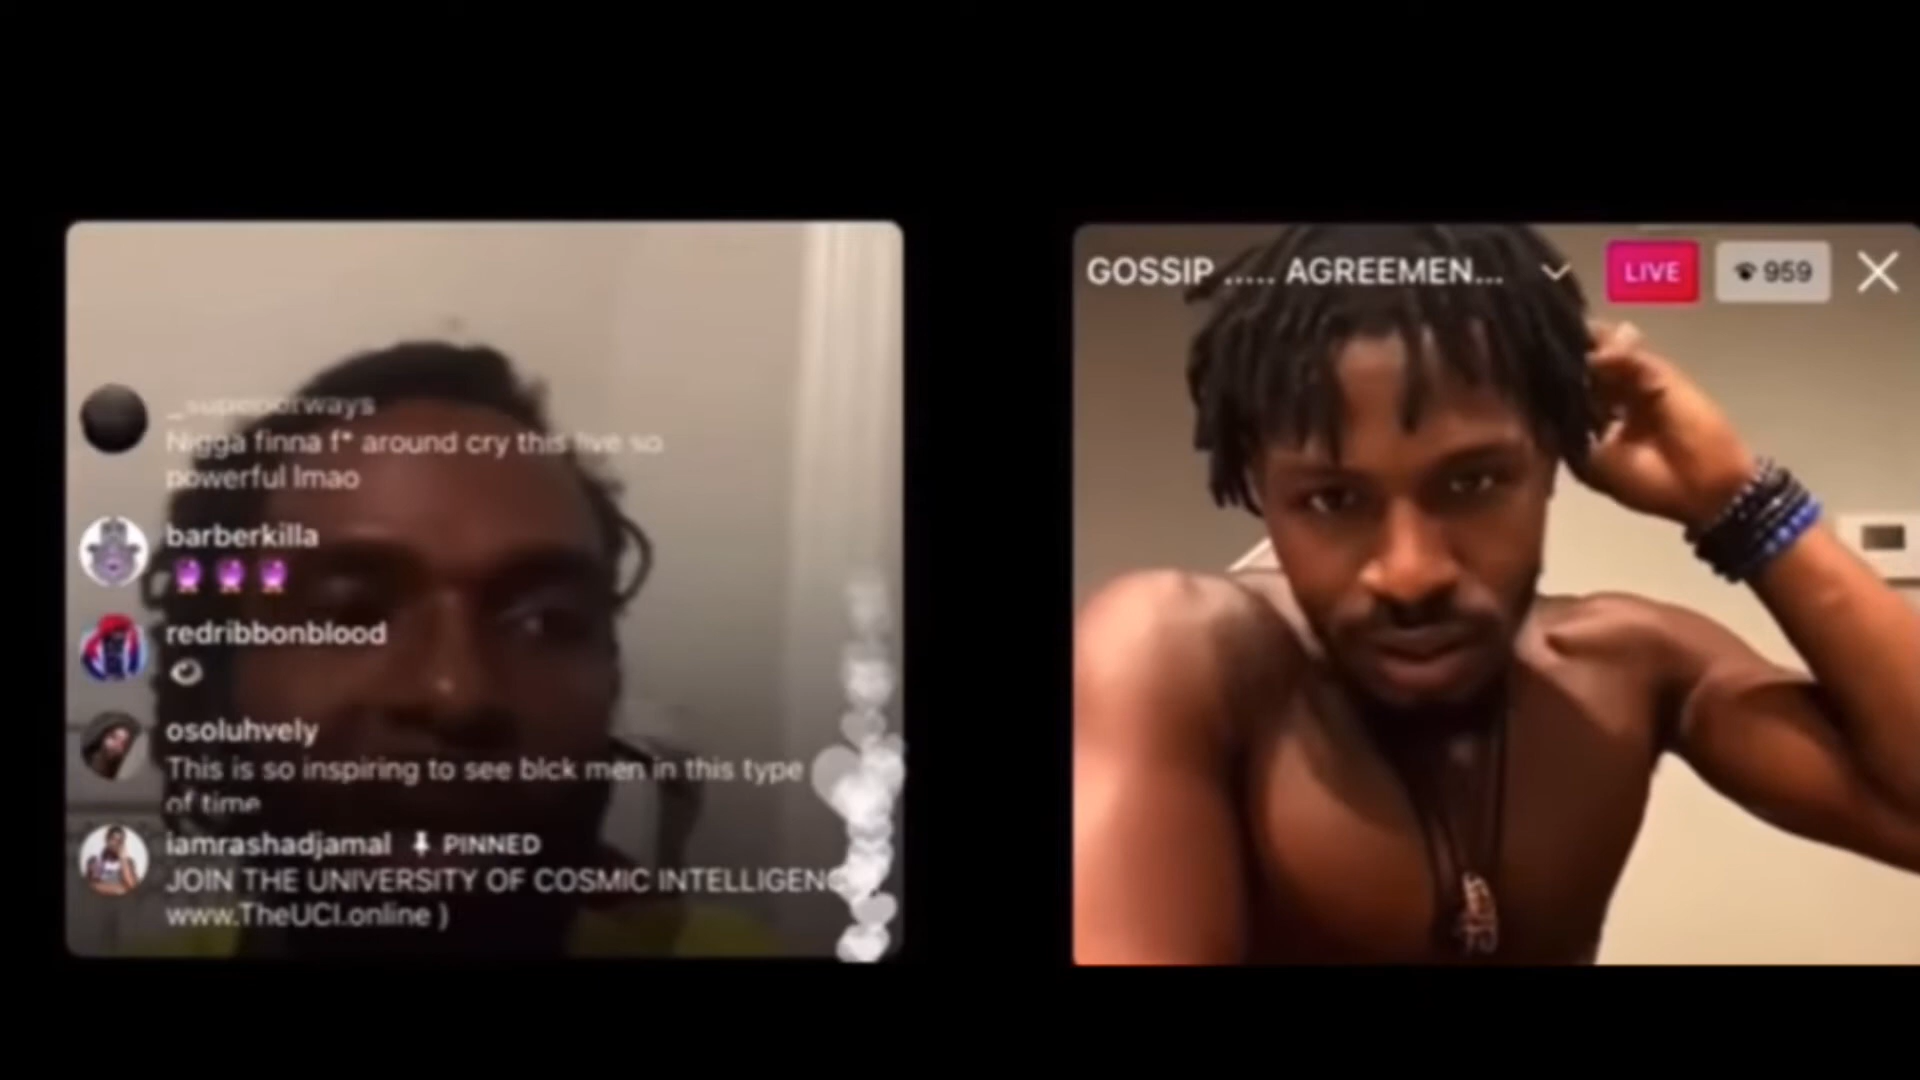 _superiorways
Nigga finna f* around cry this live so
powerful lmao
barberkilla
redribbonblood
osoluhvely
This is so inspiring to see blck men in this type
of time
iamrashadjamal PINNED
JOIN THE UNIVERSITY OF COSMIC INTELLIGENC
www.TheUCI.online )
GOSSIP ..... AGREEMEN...
LIVE
959